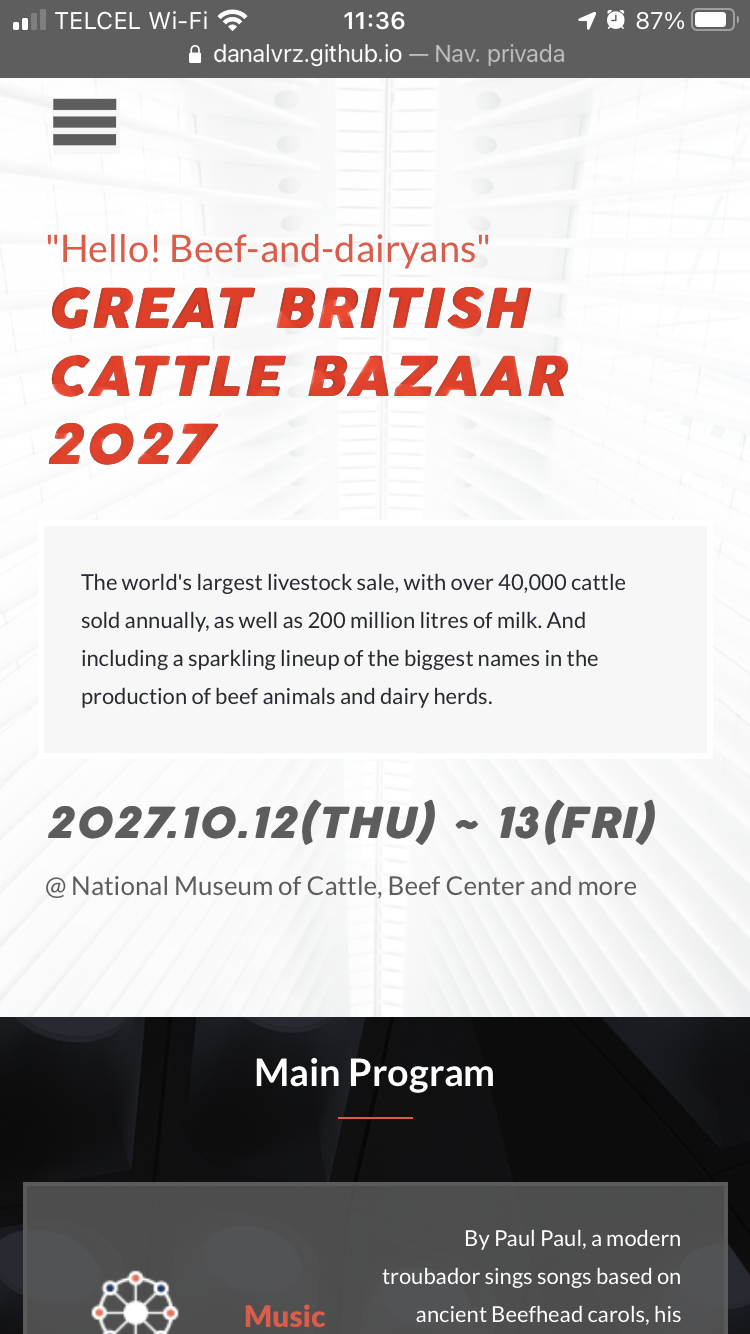 TELCEL Wi-Fi 11:36 87%
danalvrz.github.io — Nav. privada
"Hello! Beef-and-dairyans"
GREAT BRITISH
CATTLE BAZAAR
2027
The world's largest livestock sale, with over 40,000 cattle
sold annually, as well as 200 million litres of milk. And
including a sparkling lineup of the biggest names in the
production of beef animals and dairy herds.
2027.10.12(THU) ~ 13(FRI)
@ National Museum of Cattle, Beef Center and more
Main Program
By Paul Paul, a modern
troubador sings songs based on
Music
ancient Beefhead carols, his